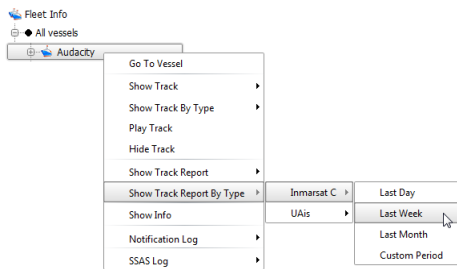 Fleet Info
All vessels
Audacity
Go To Vessel
Show Track
Show Track By Type
Play Track
Hide Track
Show Track Report
Show Track Report By Type
Inmarsat C
Last Day
Show Info
UAis
Last Week
Last Month
Notification Log
Custom Period
SSAS Log